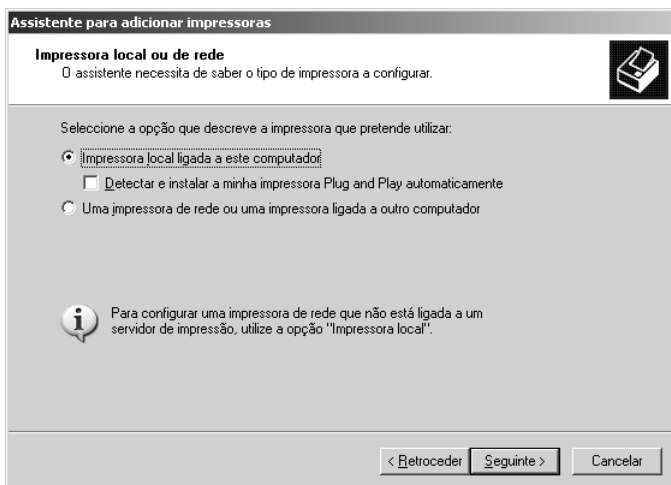 Assistente para adicionar impressoras
Impressora local ou de rede
O assistente necessita de saber o tipo de impressora a configurar.
Seleccione a opção que descreve a impressora que pretende utilizar:
Impressora local ligada a este computador
Detectar e instalar a minha impressora Plug and Play automaticamente
Uma impressora de rede ou uma impressora ligada a outro computador
Para configurar uma impressora de rede que não está ligada a um
servidor de impressão, utilize a opção "Impressora local".
< Retroceder Seguinte > Cancelar